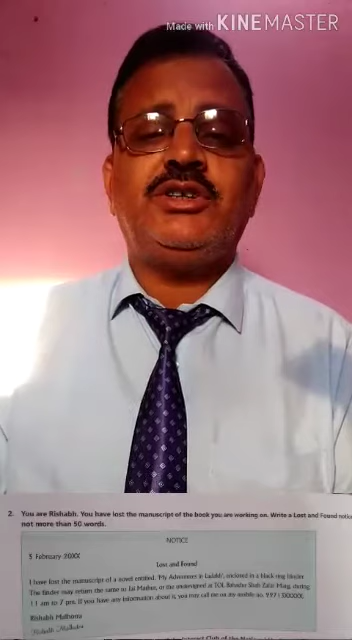 Made with KINEMASTER
2. You are Rishabh. You have lost the manuscript of the book you are working on. Write a Lost and Found notice
not more than 50 words.
NOTICE
5 February 20XX
Lost and Found
I have lost the manuscript of a novel entitled, 'My Adventures in Ladakh', enclosed in a black ring binder.
The finder may return the same to Jai Mathur, or the undersigned at TOI, Bahadur Shah Zafar Marg, during
11 am to 7 pm. If you have any information about it, you may call me on my mobile no.
Rishabh Malhotra
Rishabh Malhotra